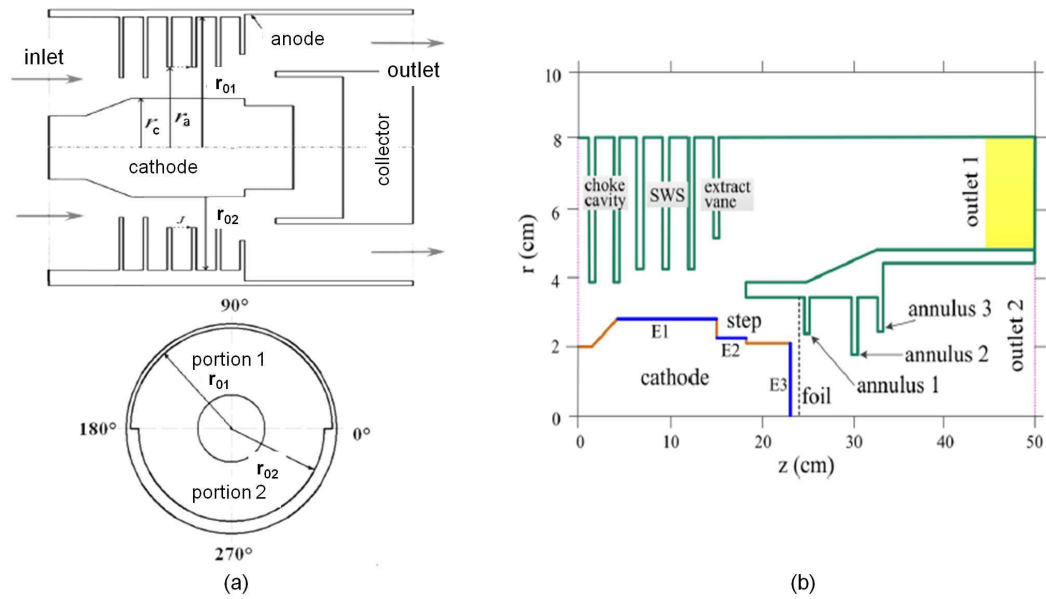 inlet
anode
outlet
r01
rc
ra
cathode
collector
r02
90°
portion 1
r01
180°
0°
r02
portion 2
270°
(a)
10
8
6
4
2
0
r (cm)
choke
cavity
SWS
extract
vane
outlet 1
step
E1
E2
E3
cathode
foil
annulus 3
annulus 2
annulus 1
outlet 2
0
10
20
30
40
50
z (cm)
(b)